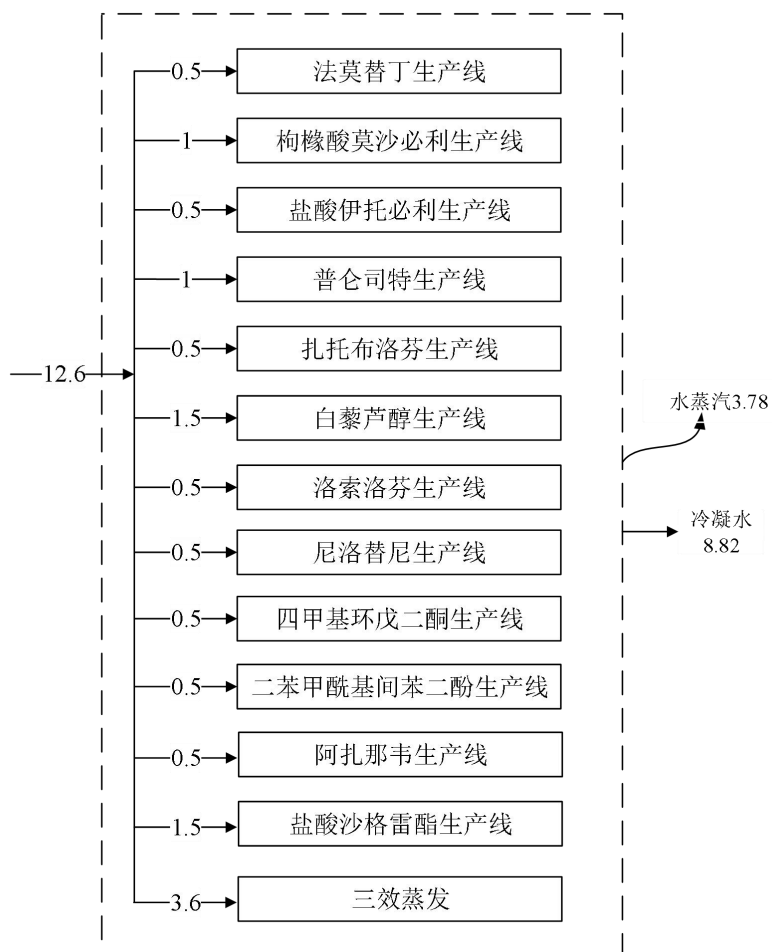 0.5 法莫替丁生产线
1 枸橼酸莫沙必利生产线
0.5 盐酸伊托必利生产线
1 普仑司特生产线
0.5 扎托布洛芬生产线
12.6
1.5 白藜芦醇生产线
水蒸汽3.78
0.5 洛索洛芬生产线
冷凝水
8.82
0.5 尼洛替尼生产线
0.5 四甲基环戊二酮生产线
0.5 二苯甲酰基间苯二酚生产线
0.5 阿扎那韦生产线
1.5 盐酸沙格雷酯生产线
3.6 三效蒸发